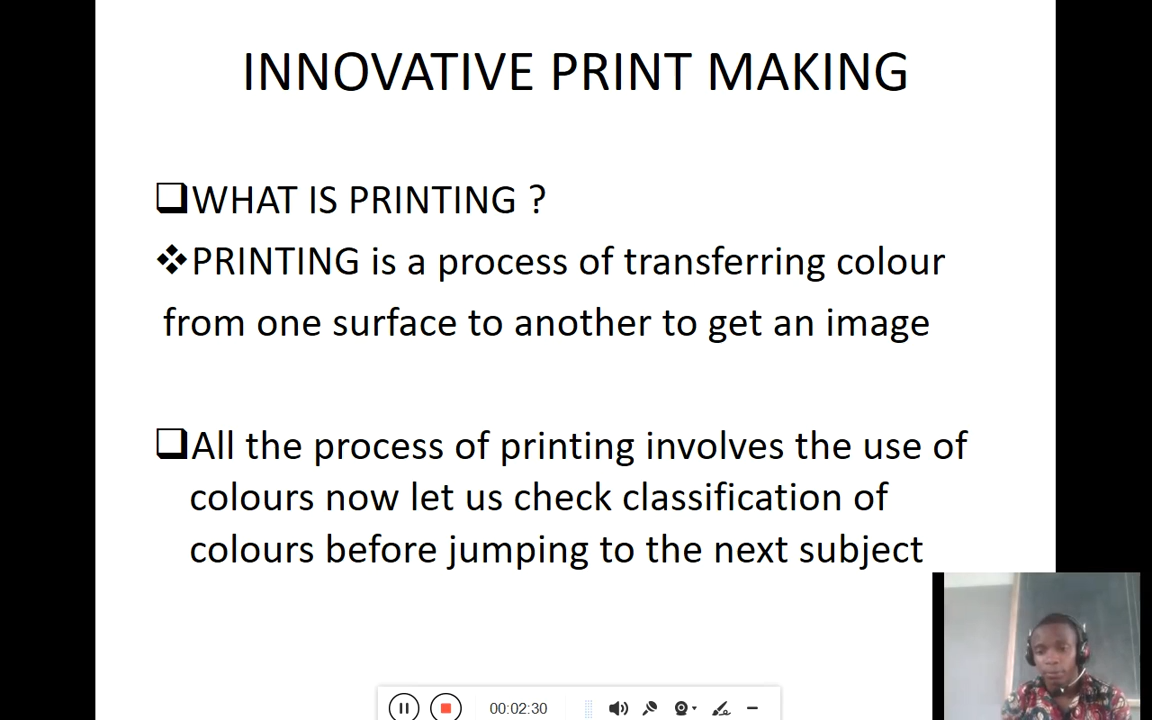 INNOVATIVE PRINT MAKING
❑WHAT IS PRINTING ?
❖PRINTING is a process of transferring colour
from one surface to another to get an image
❑All the process of printing involves the use of
colours now let us check classification of
colours before jumping to the next subject
00:02:30